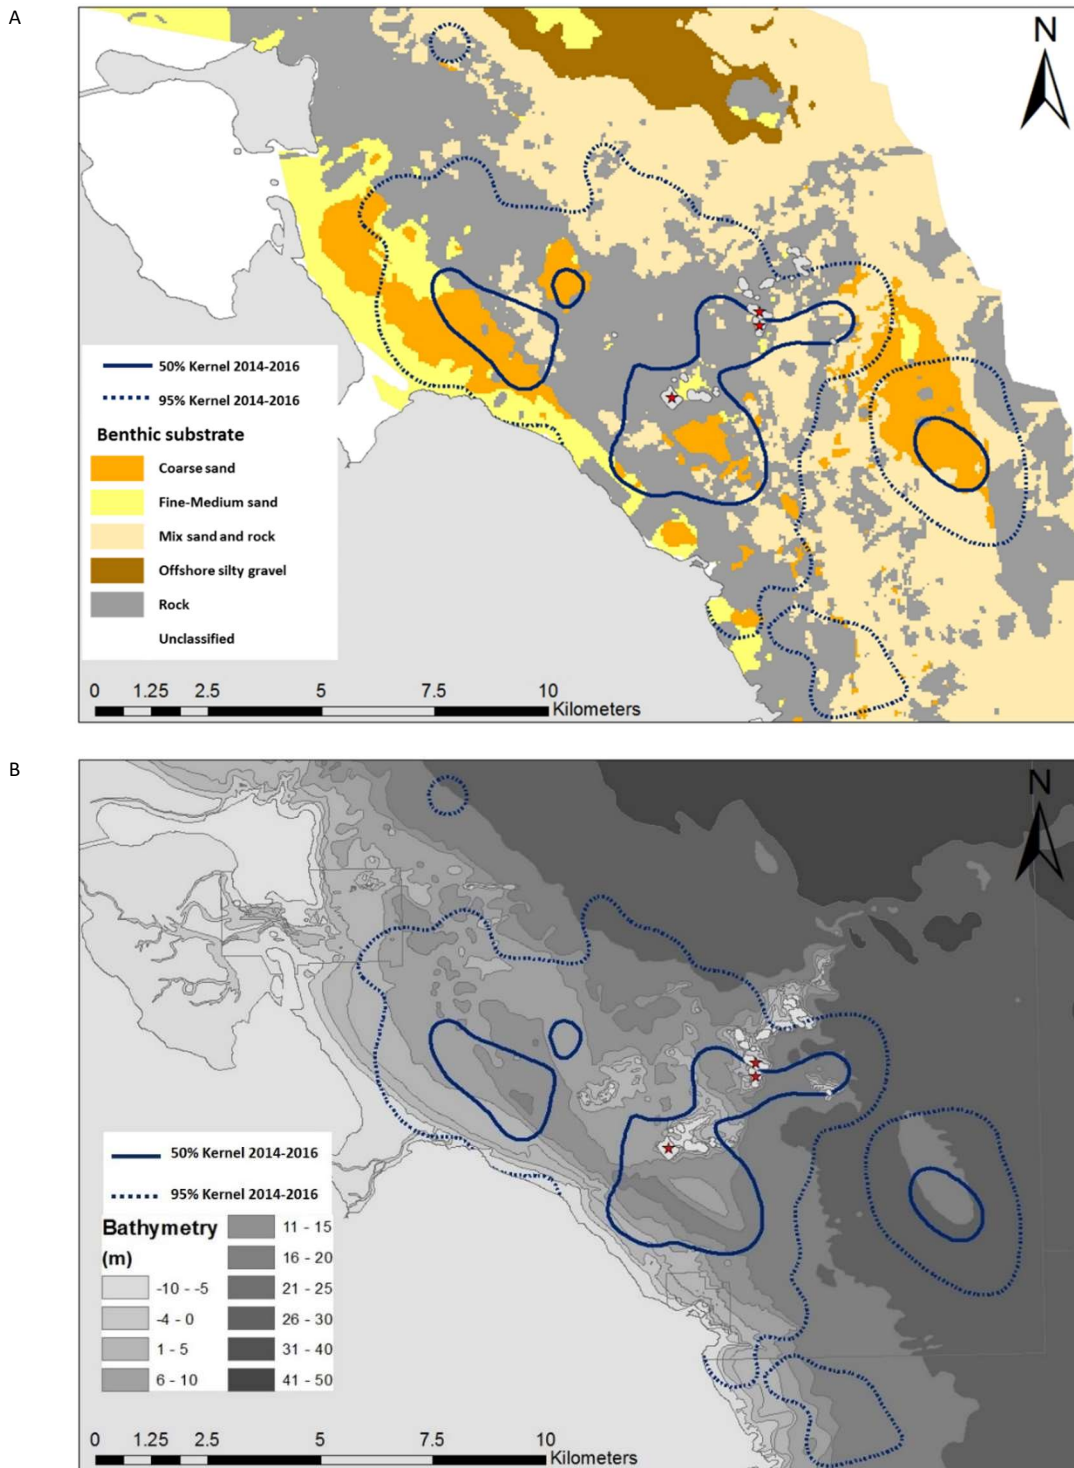 A
N
50% Kernel 2014-2016
95% Kernel 2014-2016
Benthic substrate
Coarse sand
Fine-Medium sand
Mix sand and rock
Offshore silty gravel
Rock
Unclassified
0 1.25 2.5 5 7.5 10
Kilometers
B
N
50% Kernel 2014-2016
95% Kernel 2014-2016
Bathymetry
(m)
-10 - -5
-4 - 0
1 - 5
6 - 10
11 - 15
16 - 20
21 - 25
26 - 30
31 - 40
41 - 50
0 1.25 2.5 5 7.5 10
Kilometers